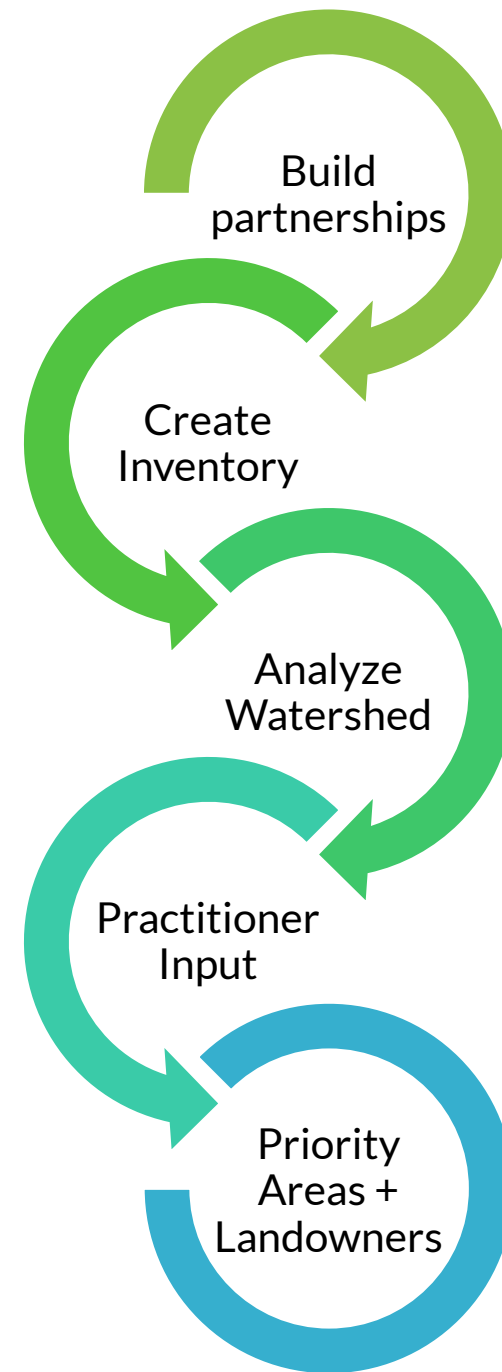 Build
partnerships
Create
Inventory
Analyze
Watershed
Practitioner
Input
Priority
Areas +
Landowners